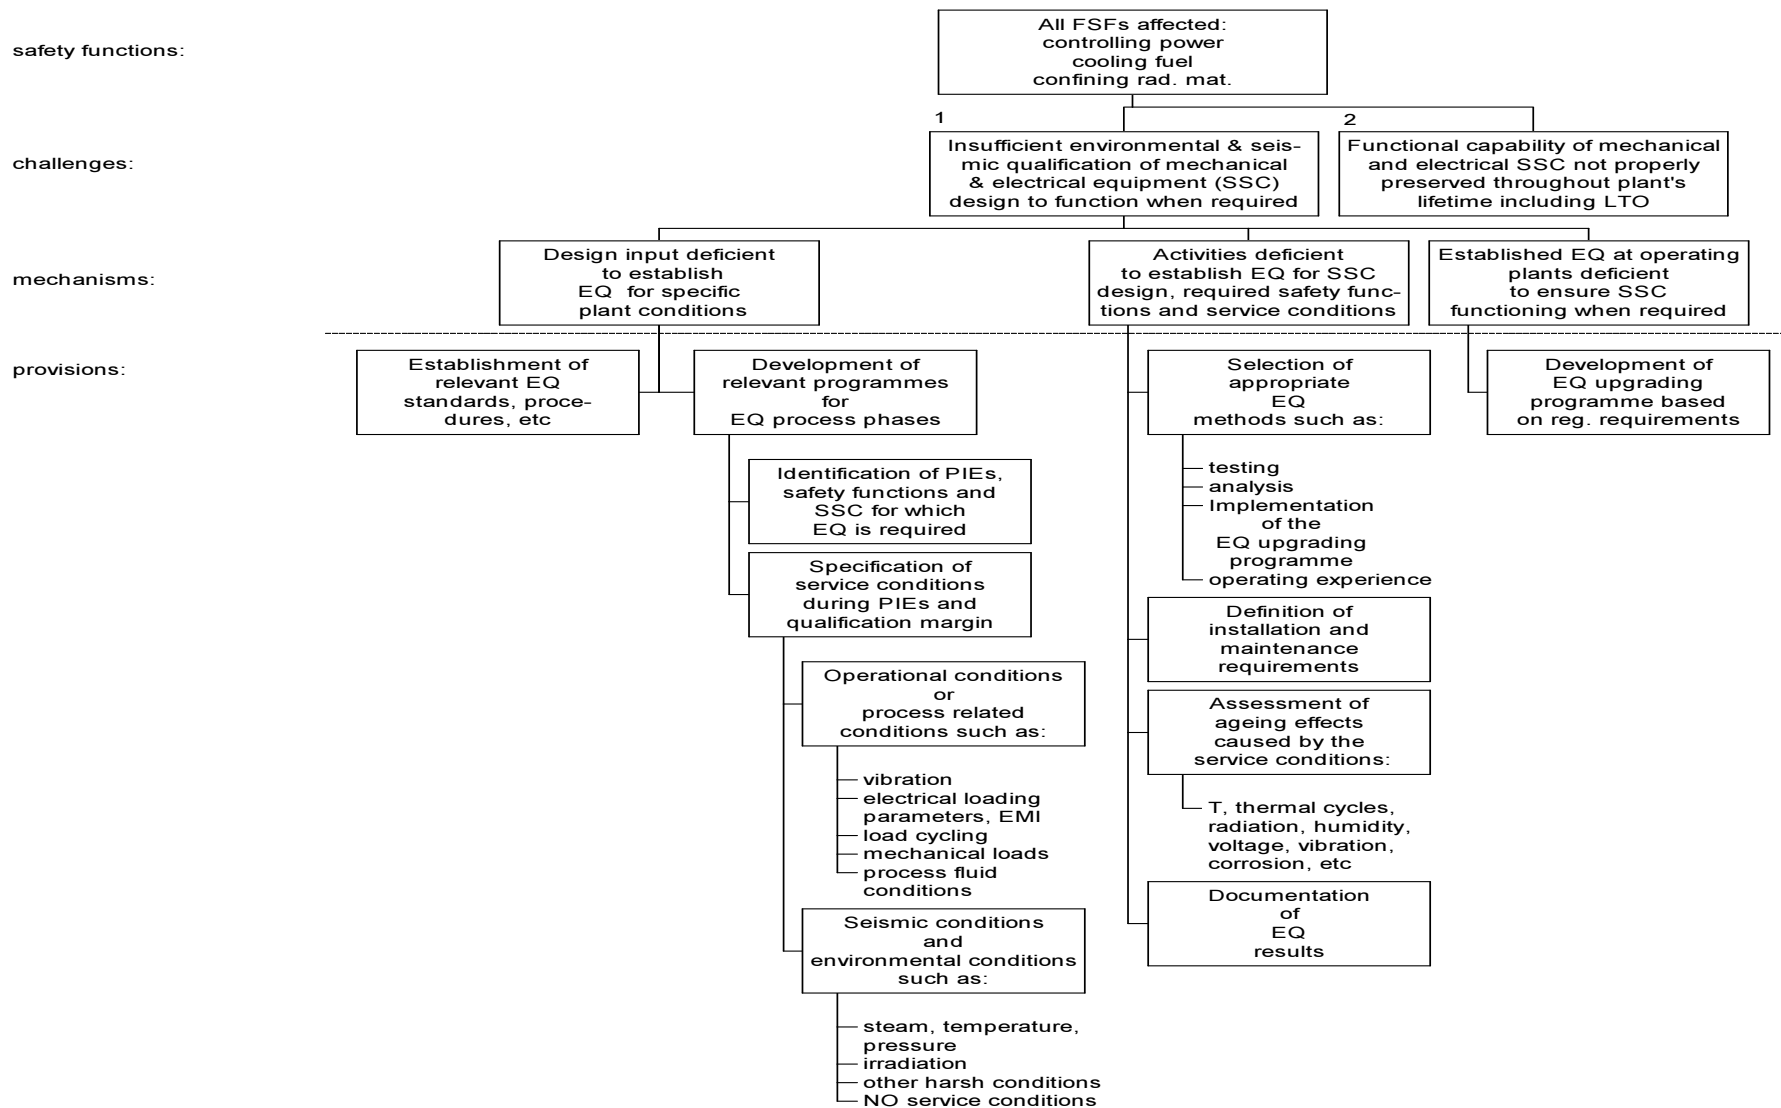 safety functions:
All FSFs affected:
controlling power
cooling fuel
confining rad. mat.
challenges:
1
Insufficient environmental & seis-
mic qualification of mechanical
& electrical equipment (SSC)
design to function when required
2
Functional capability of mechanical
and electrical SSC not properly
preserved throughout plant's
lifetime including LTO
mechanisms:
Design input deficient
to establish
EQ for specific
plant conditions
Activities deficient
to establish EQ for SSC
design, required safety func-
tions and service conditions
Established EQ at operating
plants deficient
to ensure SSC
functioning when required
provisions:
Establishment of
relevant EQ
standards, proce-
dures, etc
Development of
relevant programmes
for
EQ process phases
Identification of PIEs,
safety functions and
SSC for which
EQ is required
Specification of
service conditions
during PIEs and
qualification margin
Operational conditions
or
process related
conditions such as:
vibration
electrical loading
parameters, EMI
load cycling
mechanical loads
process fluid
conditions
Seismic conditions
and
environmental conditions
such as:
steam, temperature,
pressure
irradiation
other harsh conditions
NO service conditions
Selection of
appropriate
EQ
methods such as:
testing
analysis
Implementation
of the
EQ upgrading
programme
operating experience
Definition of
installation and
maintenance
requirements
Assessment of
ageing effects
caused by the
service conditions:
T, thermal cycles,
radiation, humidity,
voltage, vibration,
corrosion, etc
Documentation
of
EQ
results
Development of
EQ upgrading
programme based
on reg. requirements